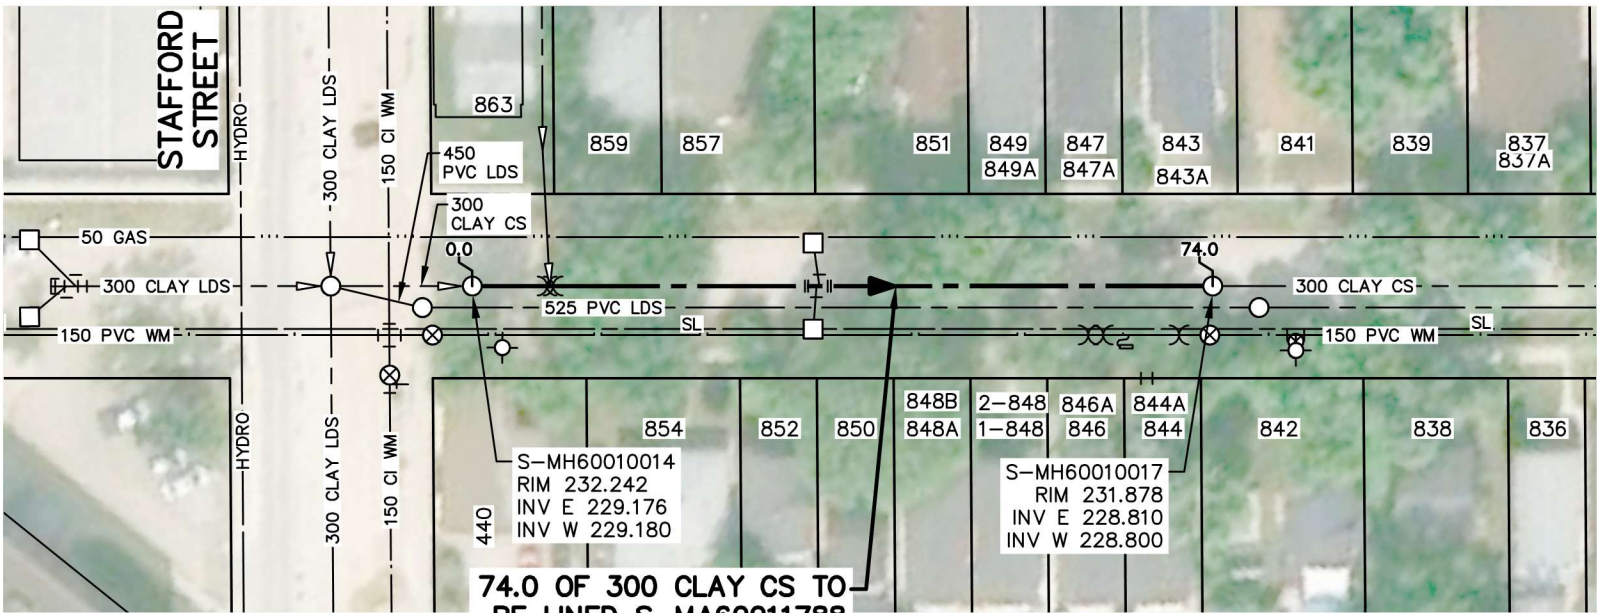 STAFFORD
STREET
HYDRO
300 CLAY LDS
150 CI WM
863
450
PVC LDS
300
CLAY CS
859
857
851
849
849A
847
847A
843
843A
841
839
837
837A
50 GAS
0.0
74.0
300 CLAY LDS
300 CLAY CS
525 PVC LDS
SL
SL
150 PVC WM
150 PVC WM
HYDRO
300 CLAY LDS
150 CI WM
440
854
852
850
848B
848A
2-848
1-848
846A
846
844A
844
842
838
836
S-MH60010014
RIM 232.242
INV E 229.176
INV W 229.180
S-MH60010017
RIM 231.878
INV E 228.810
INV W 228.800
74.0 OF 300 CLAY CS TO
BE LINED S-MA60011788